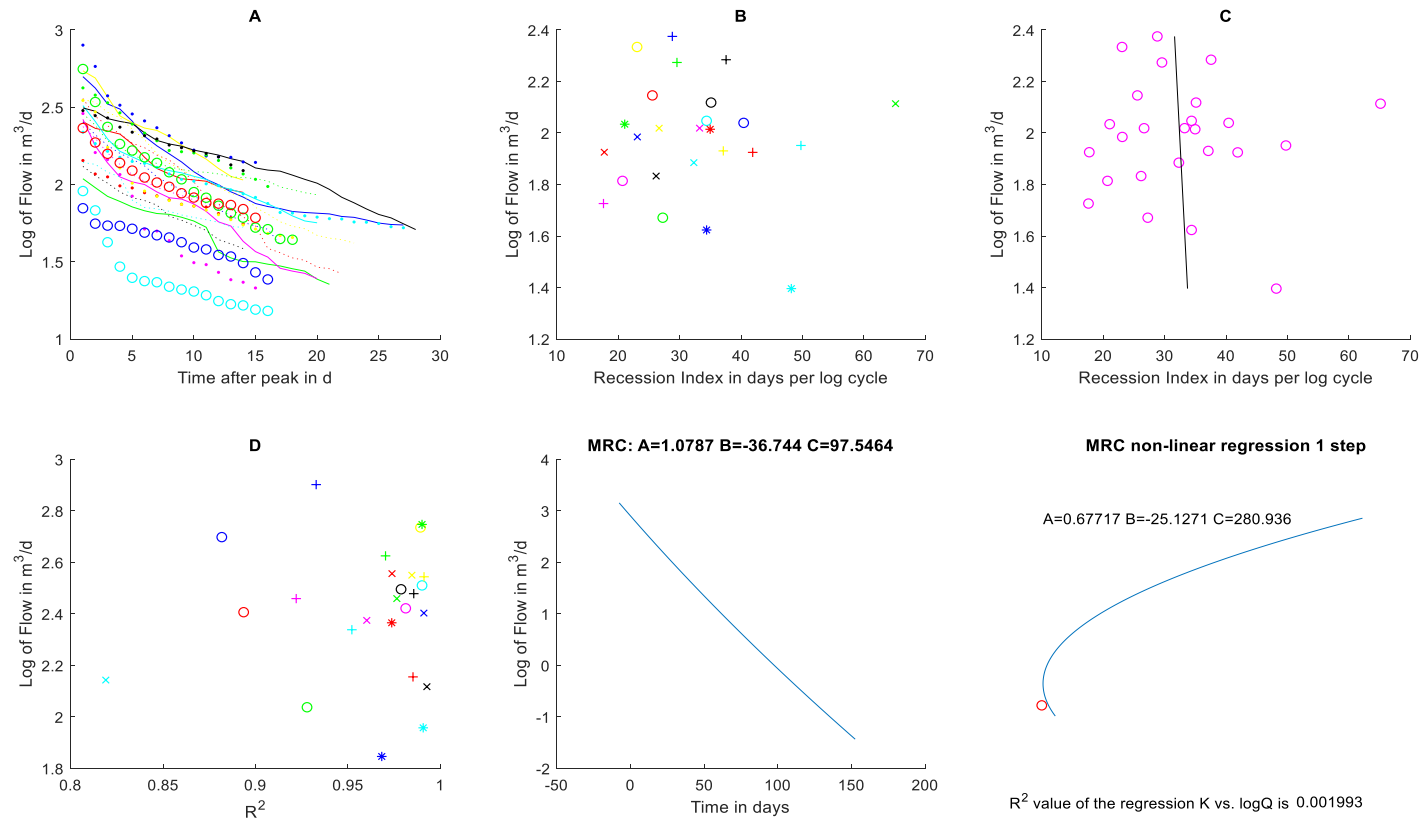 A
Log of Flow in m³/d
3
2.5
2
1.5
1
0 5 10 15 20 25 30
Time after peak in d
B
Log of Flow in m³/d
2.4
2.2
2
1.8
1.6
1.4
1.2
10 20 30 40 50 60 70
Recession Index in days per log cycle
C
Log of Flow in m³/d
2.4
2.2
2
1.8
1.6
1.4
1.2
10 20 30 40 50 60 70
Recession Index in days per log cycle
D
Log of Flow in m³/d
3
2.8
2.6
2.4
2.2
2
1.8
0.8 0.85 0.9 0.95 1
R²
MRC: A=1.0787 B=-36.744 C=97.5464
Log of Flow in m³/d
4
3
2
1
0
-1
-2
-50 0 50 100 150 200
Time in days
MRC non-linear regression 1 step
A=0.67717 B=-25.1271 C=280.936
R² value of the regression K vs. logQ is 0.001993